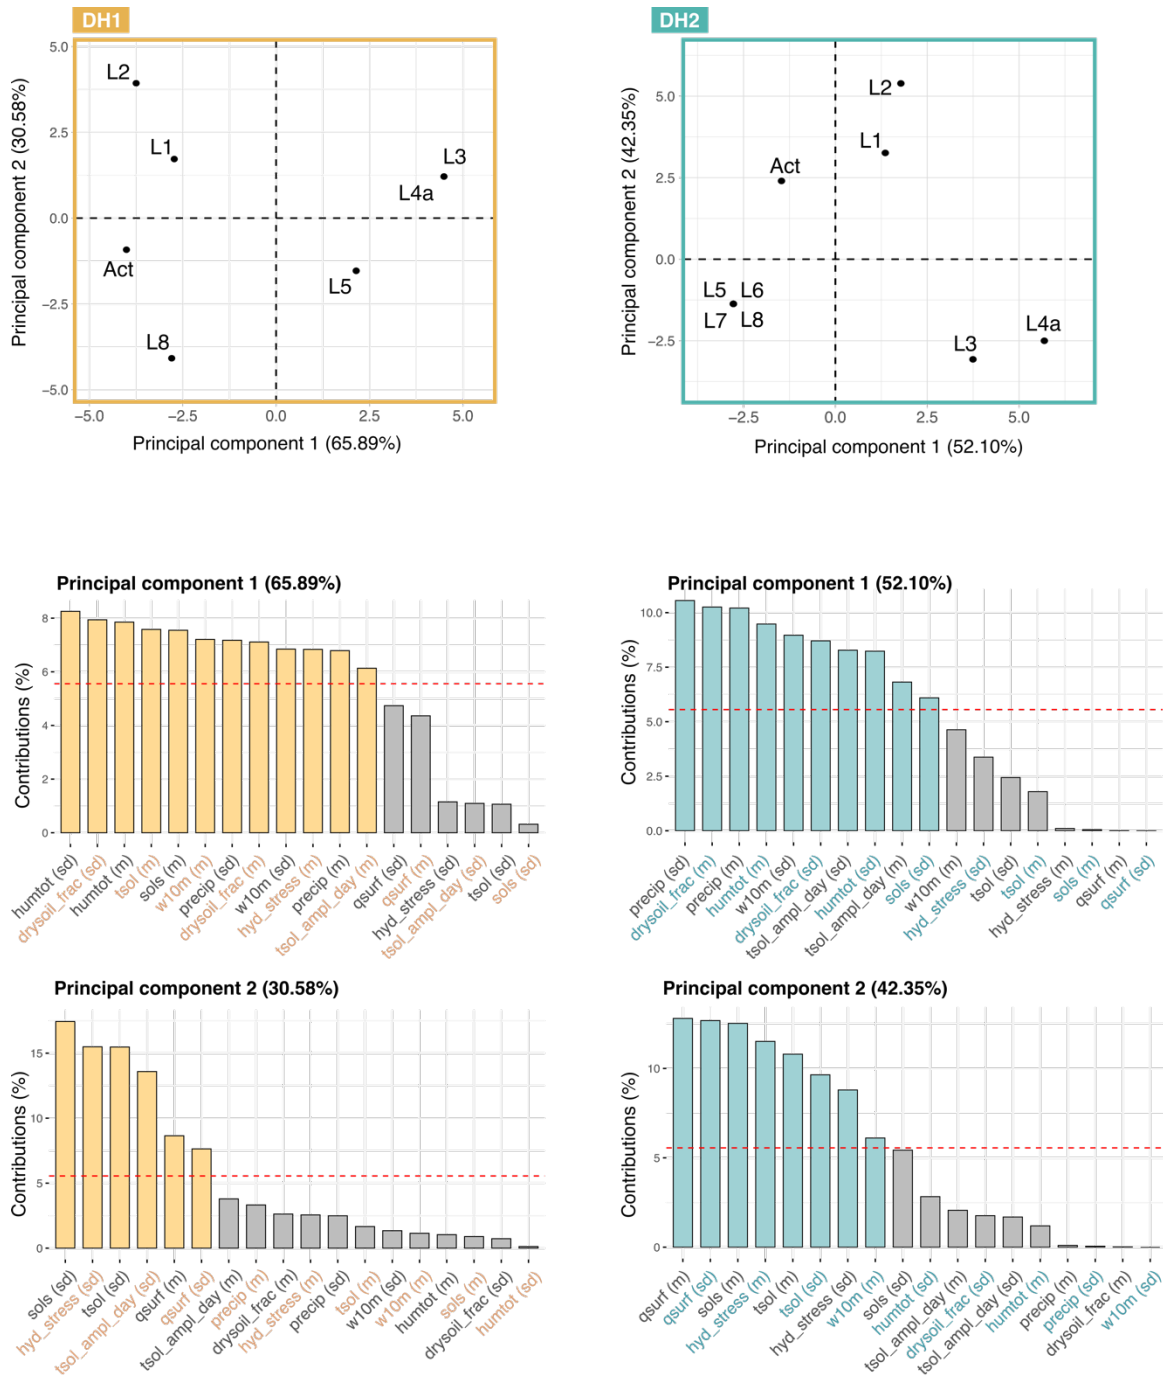 DH1
Principal component 2 (30.58%)
5.0
2.5
0.0
−2.5
−5.0
L2
L1
L3
L4a
Act
L5
L8
−5.0
−2.5
0.0
2.5
5.0
Principal component 1 (65.89%)
DH2
Principal component 2 (42.35%)
5.0
2.5
0.0
−2.5
L2
L1
Act
L5 L6
L7 L8
L4a
L3
−2.5
0.0
2.5
5.0
Principal component 1 (52.10%)
Principal component 1 (65.89%)
Contributions (%)
8
6
4
2
0
humtot (sd)
drysoil_frac (sd)
humtot (m)
tsol (m)
sols (m)
w10m (m)
precip (sd)
drysoil_frac (m)
w10m (sd)
hyd_stress (m)
precip (m)
tsol_ampl_day (m)
qsurf (sd)
qsurf (m)
hyd_stress (sd)
tsol_ampl_day (sd)
tsol (sd)
sols (sd)
Principal component 1 (52.10%)
Contributions (%)
10.0
7.5
5.0
2.5
0.0
precip (sd)
drysoil_frac (m)
precip (m)
humtot (m)
w10m (sd)
drysoil_frac (sd)
tsol_ampl_day (sd)
humtot (sd)
tsol_ampl_day (m)
sols (sd)
w10m (m)
hyd_stress (sd)
tsol (sd)
tsol (m)
hyd_stress (m)
sols (m)
qsurf (m)
qsurf (sd)
Principal component 2 (30.58%)
Contributions (%)
15
10
5
0
sols (sd)
hyd_stress (sd)
tsol (sd)
tsol_ampl_day (sd)
qsurf (m)
qsurf (sd)
tsol_ampl_day (m)
precip (m)
drysoil_frac (m)
hyd_stress (m)
precip (sd)
tsol (m)
w10m (sd)
w10m (m)
humtot (m)
sols (m)
drysoil_frac (sd)
humtot (sd)
Principal component 2 (42.35%)
Contributions (%)
10
5
0
qsurf (m)
qsurf (sd)
sols (m)
hyd_stress (m)
tsol (m)
tsol (sd)
hyd_stress (sd)
w10m (m)
sols (sd)
humtot (sd)
tsol_ampl_day (m)
drysoil_frac (sd)
tsol_ampl_day (sd)
humtot (m)
precip (m)
precip (sd)
drysoil_frac (m)
w10m (sd)